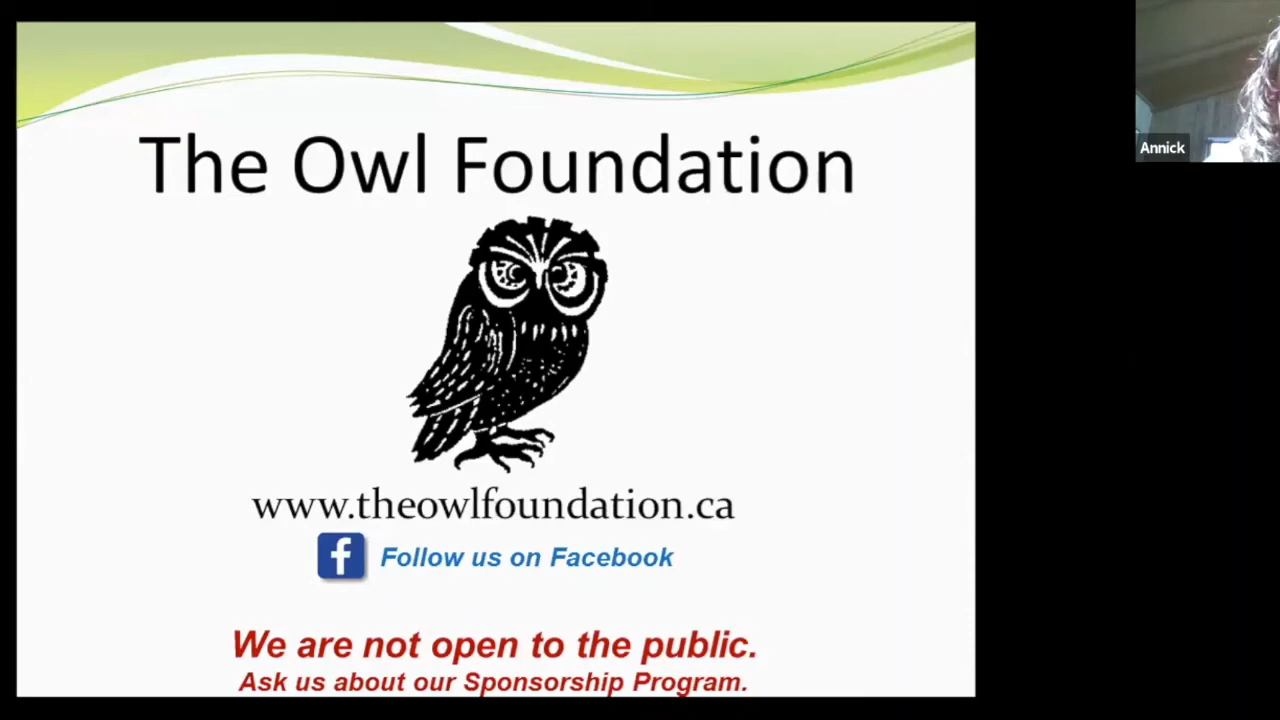 The Owl Foundation
Annick
www.theowlfoundation.ca
f Follow us on Facebook
We are not open to the public.
Ask us about our Sponsorship Program.